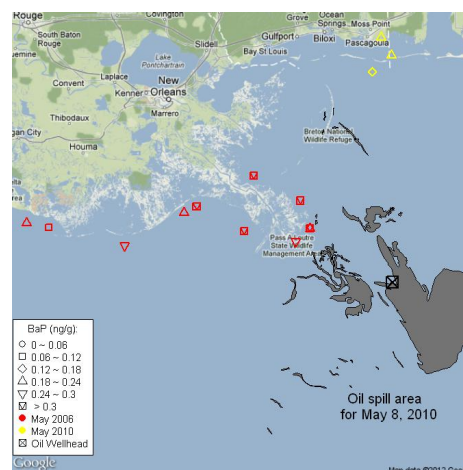 Rouge
Covington
Grove
Ocean
Springs
Moss Point
South Baton
Rouge
Slidell
Gulfport
Biloxi
Pascagoula
Bay St Louis
Lake
Pontchartrain
Convent
Laplace
Kenner
New
Orleans
Marrero
Thibodaux
Houma
Breton National
Wildlife Refuge
Pass A Loutre
State Wildlife
Management Area
BaP (ng/g):
0 ~ 0.06
0.06 ~ 0.12
0.12 ~ 0.18
0.18 ~ 0.24
0.24 ~ 0.3
> 0.3
May 2006
May 2010
Oil Wellhead
Oil spill area
for May 8, 2010
Google